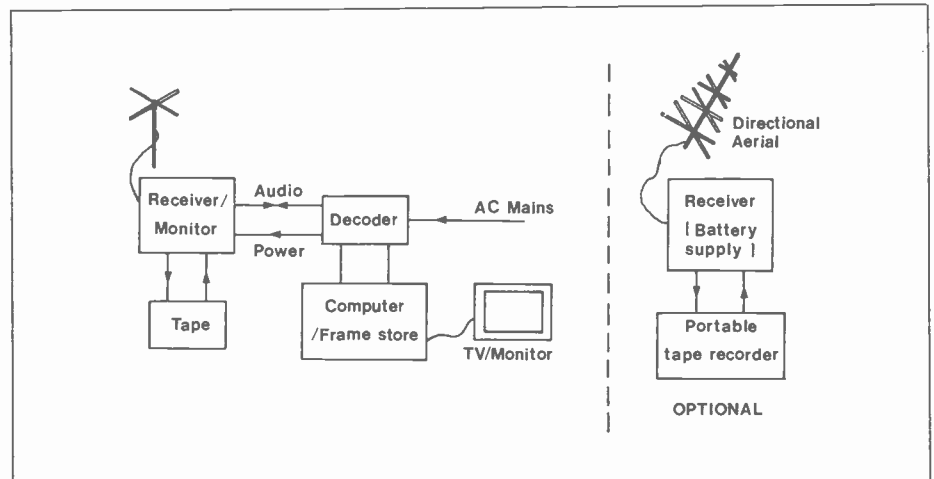 Receiver/
Monitor
Audio
Power
Decoder
AC Mains
Tape
Computer
/Frame store
TV/Monitor
Directional
Aerial
Receiver
[ Battery
supply ]
Portable
tape recorder
OPTIONAL